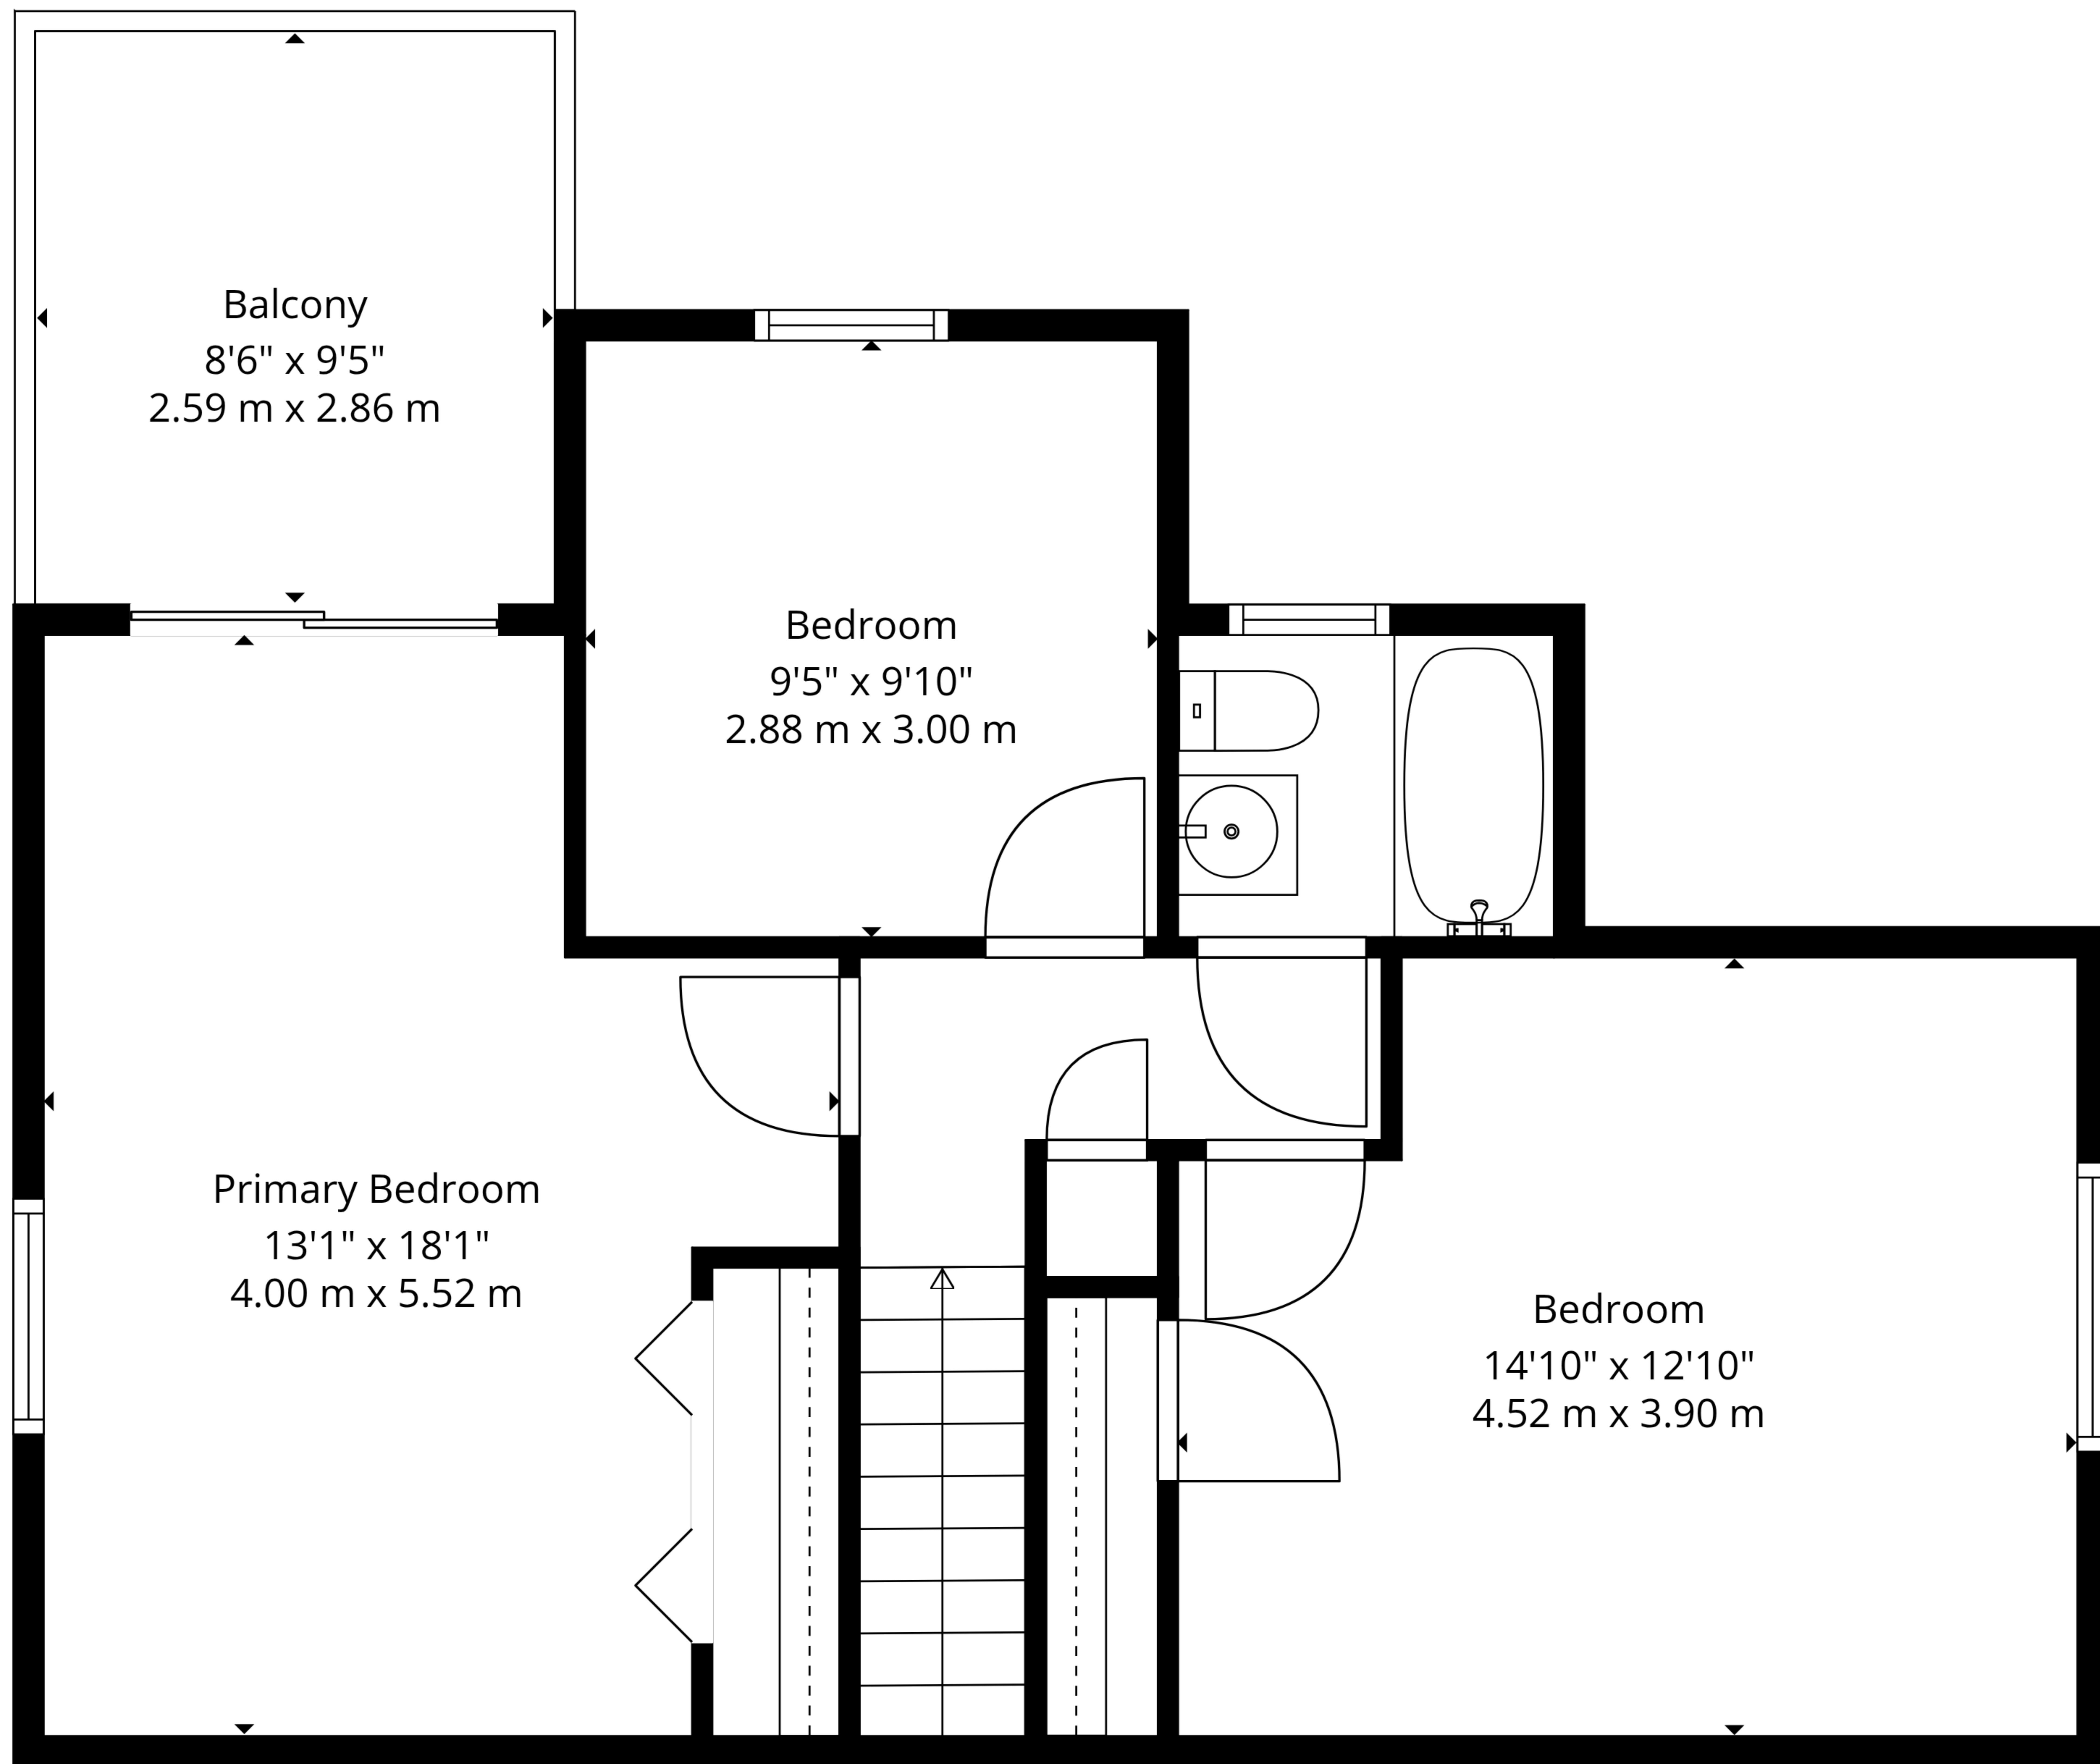 Balcony
8'6" x 9'5"
2.59 m x 2.86 m
Bedroom
9'5" x 9'10"
2.88 m x 3.00 m
Primary Bedroom
13'1" x 18'1"
4.00 m x 5.52 m
Bedroom
14'10" x 12'10"
4.52 m x 3.90 m